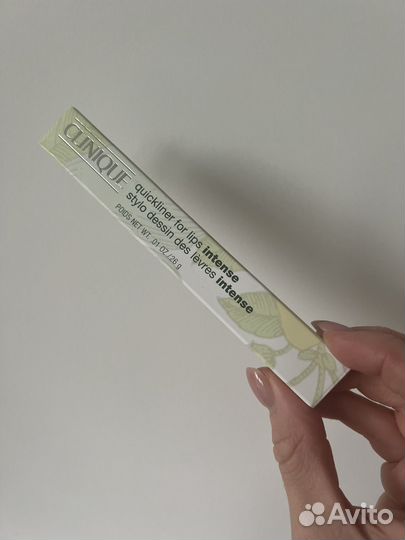 CLINIQUE
quickliner for lips intense
stylo dessin des lèvres intense
POIDS-NET WT. .01 OZ./.26 g
Avito